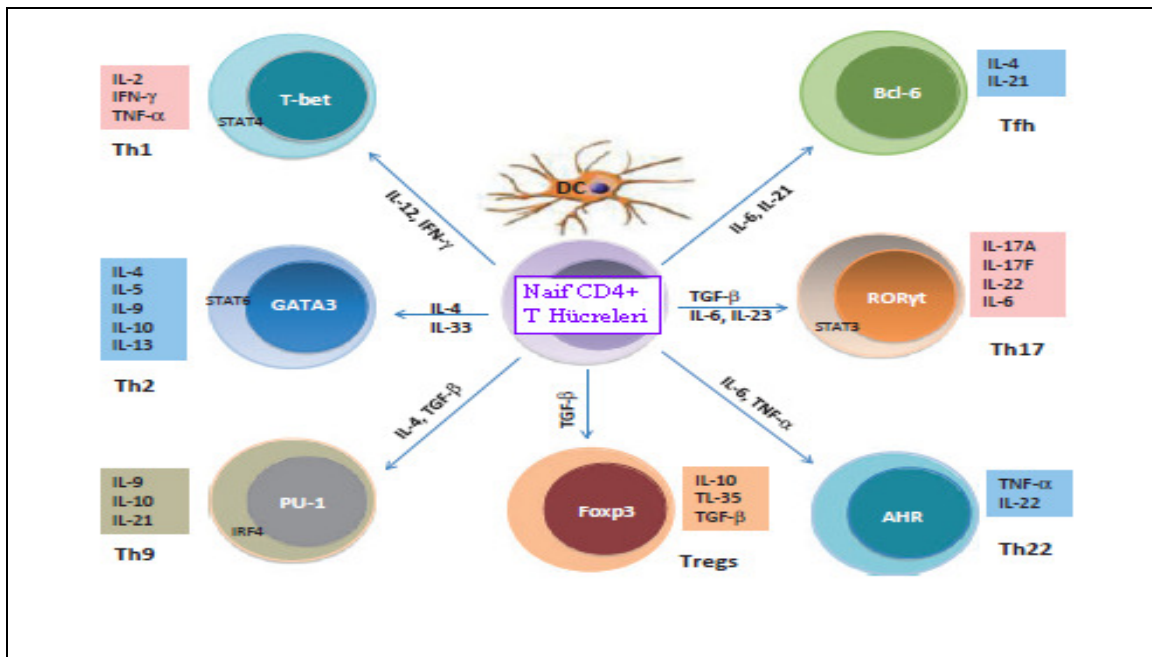 IL-2
IFN-γ
TNF-α
Th1
T-bet
STAT4
IL-12, IFN-γ
DC
Bcl-6
IL-4
IL-21
Tfh
IL-6, IL-21
IL-4
IL-5
IL-9
IL-10
IL-13
Th2
STAT6
GATA3
IL-4
IL-33
Naif CD4+
T Hücreleri
TGF-β
IL-6, IL-23
RORγt
STAT3
IL-17A
IL-17F
IL-22
IL-6
Th17
IL-4, TGF-β
TGF-β
IL-6, TNF-α
IL-9
IL-10
IL-21
Th9
PU-1
IRF4
Foxp3
IL-10
TL-35
TGF-β
Tregs
AHR
TNF-α
IL-22
Th22